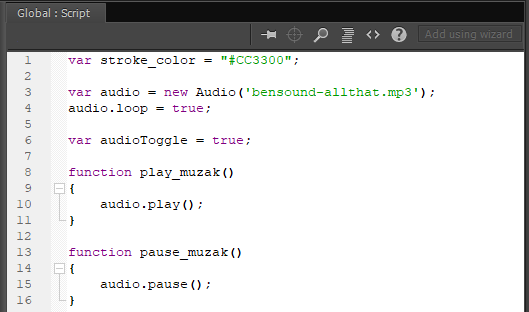 Global : Script
Add using wizard
1 var stroke_color = "#CC3300";
2
3 var audio = new Audio('bensound-allthat.mp3');
4 audio.loop = true;
5
6 var audioToggle = true;
7
8 function play_muzak()
9 {
10 audio.play();
11 }
12
13 function pause_muzak()
14 {
15 audio.pause();
16 }